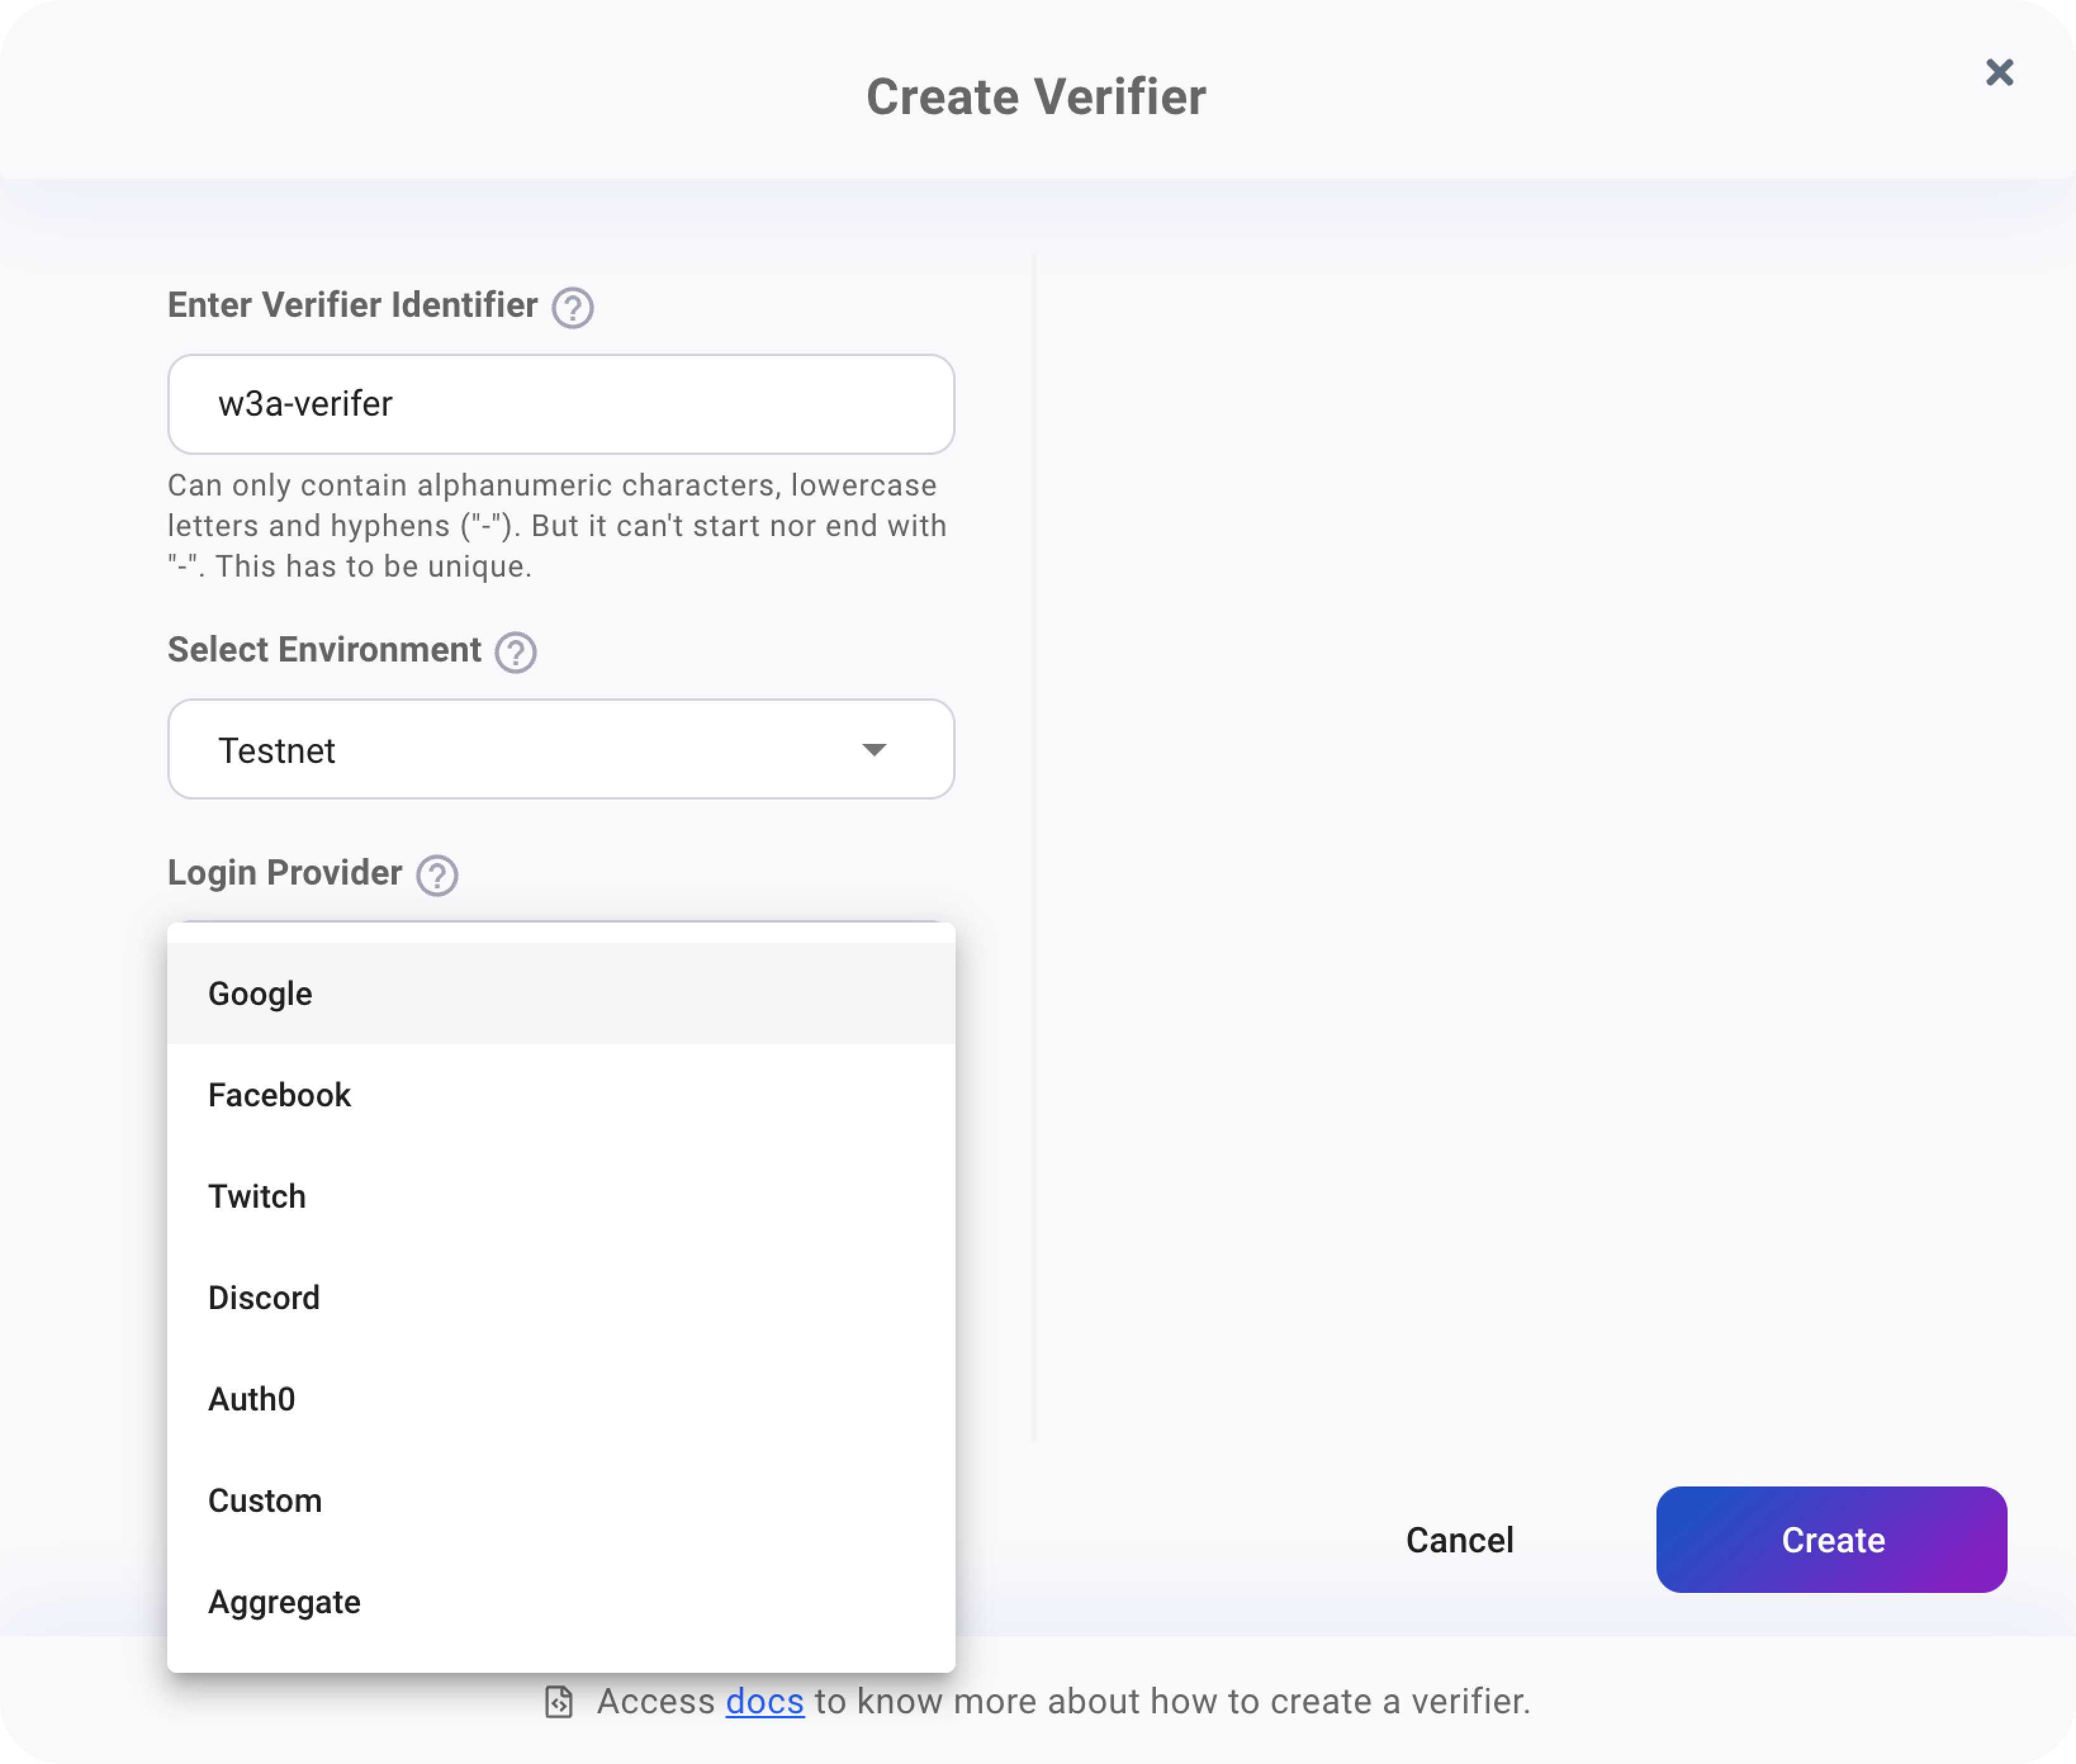 Create Verifier
Enter Verifier Identifier
w3a-verifer
Can only contain alphanumeric characters, lowercase
letters and hyphens ("-"). But it can't start nor end with
"-". This has to be unique.
Select Environment
Testnet
Login Provider
Google
Facebook
Twitch
Discord
Auth0
Custom
Aggregate
Cancel
Create
Access docs to know more about how to create a verifier.